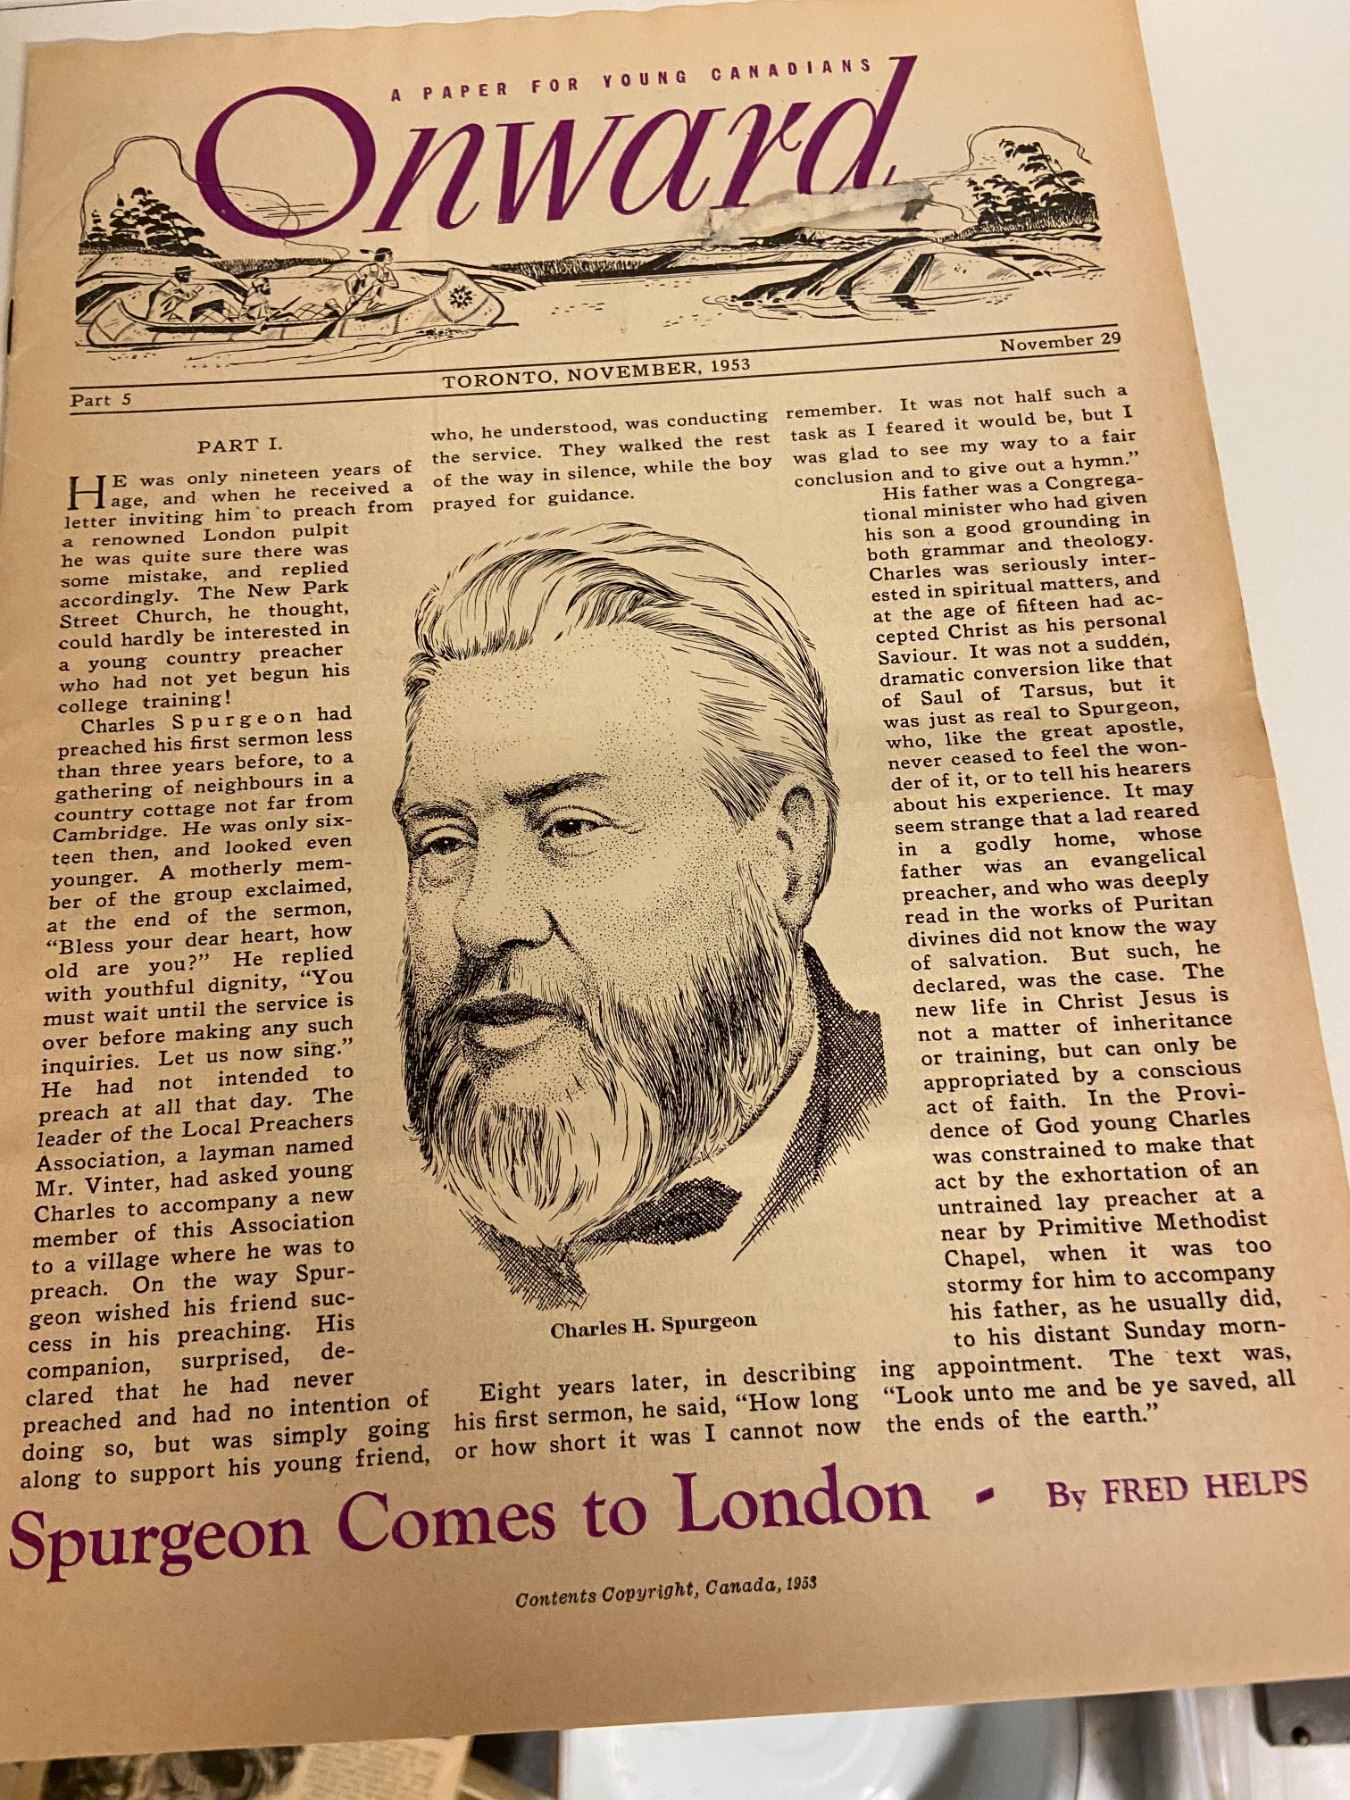 A PAPER FOR YOUNG CANADIANS
Onward
Part 5
TORONTO, NOVEMBER, 1953
November 29
PART I.
HE was only nineteen years of
age, and when he received a
letter inviting him to preach from
a renowned London pulpit
he was quite sure there was
some mistake, and replied
accordingly. The New Park
Street Church, he thought,
could hardly be interested in
a young country preacher
who had not yet begun his
college training!
Charles Spurgeon had
preached his first sermon less
than three years before, to a
gathering of neighbours in a
country cottage not far from
Cambridge. He was only six-
teen then, and looked even
younger. A motherly mem-
ber of the group exclaimed,
at the end of the sermon,
“Bless your dear heart, how
old are you?” He replied
with youthful dignity, “You
must wait until the service is
over before making any such
inquiries. Let us now sing.”
He had not intended to
preach at all that day. The
leader of the Local Preachers
Association, a layman named
Mr. Vinter, had asked young
Charles to accompany a new
member of this Association
to a village where he was to
preach. On the way Spur-
geon wished his friend suc-
cess in his preaching. His
companion, surprised, de-
clared that he had never
preached and had no intention of
doing so, but was simply going
along to support his young friend,
who, he understood, was conducting
the service. They walked the rest
of the way in silence, while the boy
prayed for guidance.
Charles H. Spurgeon
Eight years later, in describing
his first sermon, he said, “How long
or how short it was I cannot now
remember. It was not half such a
task as I feared it would be, but I
was glad to see my way to a fair
conclusion and to give out a hymn.”
His father was a Congrega-
tional minister who had given
his son a good grounding in
both grammar and theology.
Charles was seriously inter-
ested in spiritual matters, and
at the age of fifteen had ac-
cepted Christ as his personal
Saviour. It was not a sudden,
dramatic conversion like that
of Saul of Tarsus, but it
was just as real to Spurgeon,
who, like the great apostle,
never ceased to feel the won-
der of it, or to tell his hearers
about his experience. It may
seem strange that a lad reared
in a godly home, whose
father was an evangelical
preacher, and who was deeply
read in the works of Puritan
divines did not know the way
of salvation. But such, he
declared, was the case. The
new life in Christ Jesus is
not a matter of inheritance
or training, but can only be
appropriated by a conscious
act of faith. In the Provi-
dence of God young Charles
was constrained to make that
act by the exhortation of an
untrained lay preacher at a
near by Primitive Methodist
Chapel, when it was too
stormy for him to accompany
his father, as he usually did,
to his distant Sunday morn-
ing appointment. The text was,
“Look unto me and be ye saved, all
the ends of the earth.”
Spurgeon Comes to London - By FRED HELPS
Contents Copyright, Canada, 1953